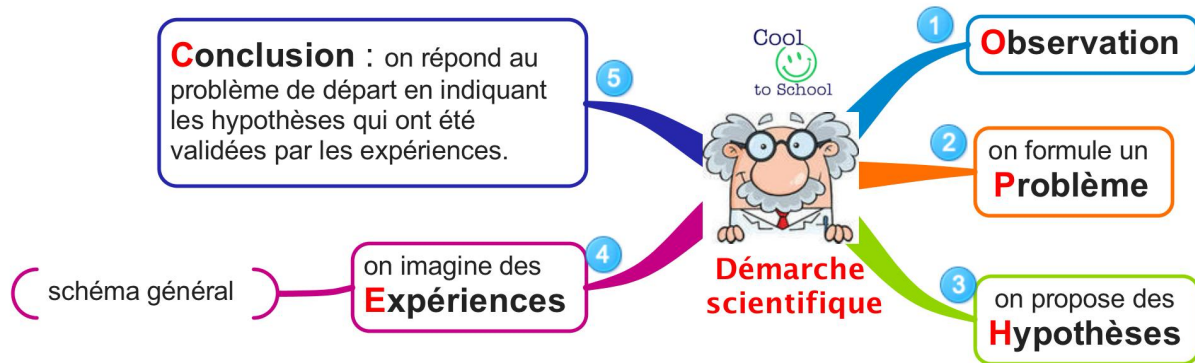 Cool
to School
Démarche
scientifique
1
Observation
2
on formule un
Problème
3
on propose des
Hypothèses
4
on imagine des
Expériences
schéma général
5
Conclusion : on répond au
problème de départ en indiquant
les hypothèses qui ont été
validées par les expériences.